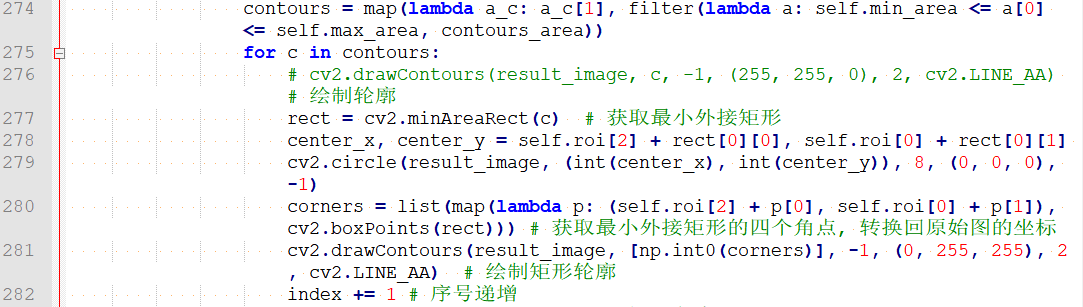 274 contours = map(lambda a_c: a_c[1], filter(lambda a: self.min_area <= a[0]
<= self.max_area, contours_area))
275 for c in contours:
276 # cv2.drawContours(result_image, c, -1, (255, 255, 0), 2, cv2.LINE_AA)
# 绘制轮廓
277 rect = cv2.minAreaRect(c)  # 获取最小外接矩形
278 center_x, center_y = self.roi[2] + rect[0][0], self.roi[0] + rect[0][1]
279 cv2.circle(result_image, (int(center_x), int(center_y)), 8, (0, 0, 0),
-1)
280 corners = list(map(lambda p: (self.roi[2] + p[0], self.roi[0] + p[1]),
cv2.boxPoints(rect))) # 获取最小外接矩形的四个角点, 转换回原始图的坐标
281 cv2.drawContours(result_image, [np.int0(corners)], -1, (0, 255, 255), 2
, cv2.LINE_AA)  # 绘制矩形轮廓
282 index += 1 # 序号递增